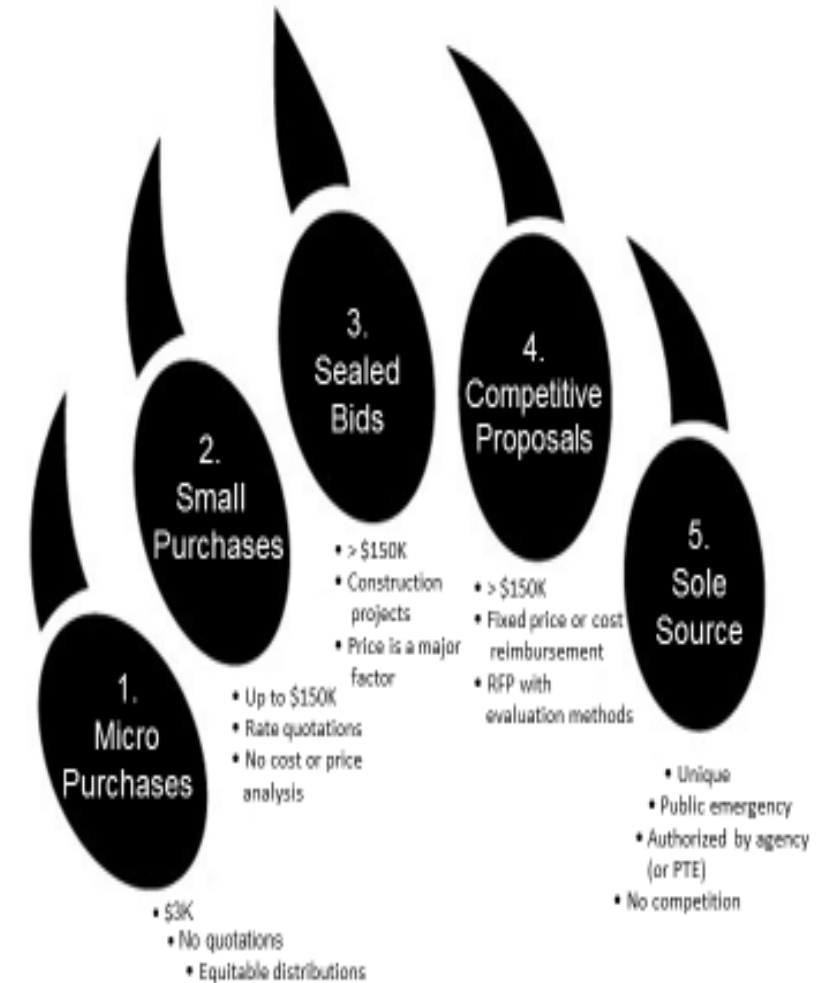 1.
Micro
Purchases
• $3K
• No quotations
• Equitable distributions
2.
Small
Purchases
• Up to $150K
• Rate quotations
• No cost or price
analysis
3.
Sealed
Bids
• > $150K
• Construction
projects
• Price is a major
factor
4.
Competitive
Proposals
• > $150K
• Fixed price or cost
reimbursement
• RFP with
evaluation methods
5.
Sole
Source
• Unique
• Public emergency
• Authorized by agency
(or PTE)
• No competition